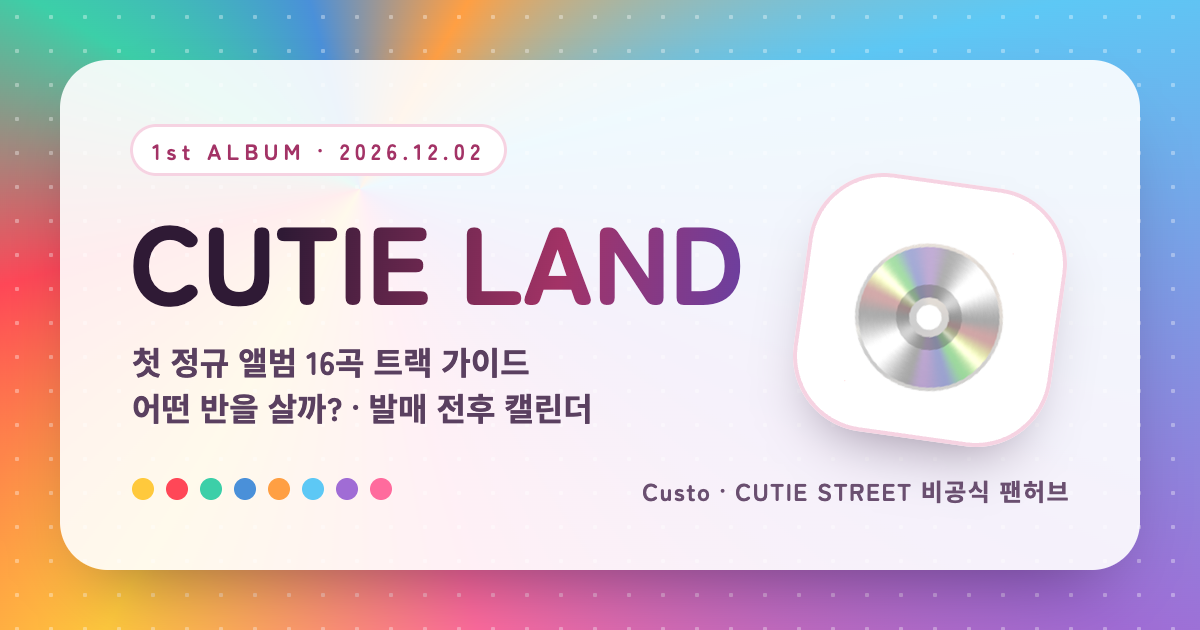 1st ALBUM · 2026.12.02
CUTIE LAND
첫 정규 앨범 16곡 트랙 가이드
어떤 반을 살까? · 발매 전후 캘린더
Custo · CUTIE STREET 비공식 팬허브